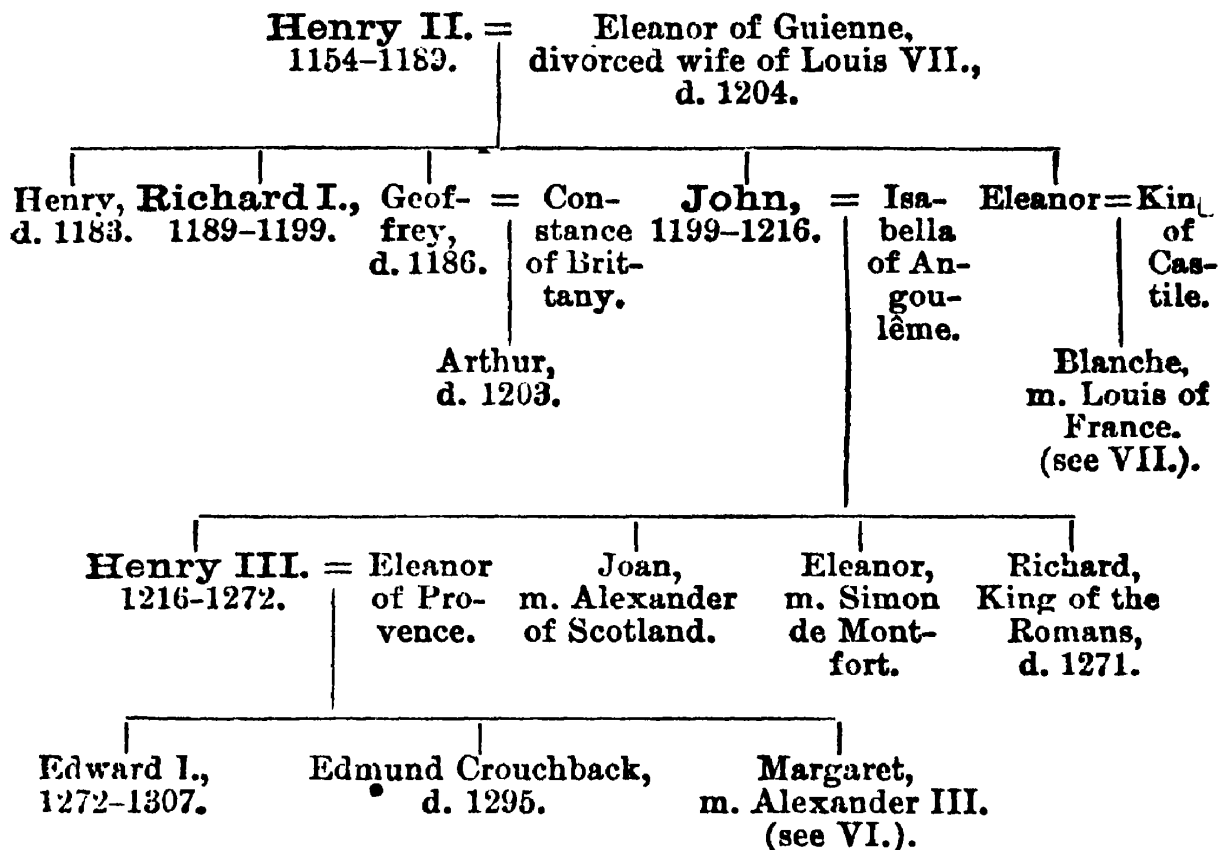 Henry II. = Eleanor of Guienne,
1154–1189. divorced wife of Louis VII.,
d. 1204.
Henry, Richard I., Geof- = Con- John, = Isa- Eleanor = Kin
d. 1183. 1189–1199. frey, stance 1199–1216. bella of
d. 1186. of Brit- of An- Cas-
tany. gou- tile.
lême.
Arthur, Blanche,
d. 1203. m. Louis of
France.
(see VII.).
Henry III. = Eleanor Joan, Eleanor, Richard,
1216–1272. of Pro- m. Alexander m. Simon King of the
vence. of Scotland. de Mont- Romans,
fort. d. 1271.
Edward I., Edmund Crouchback, Margaret,
1272–1307. d. 1295. m. Alexander III.
(see VI.).